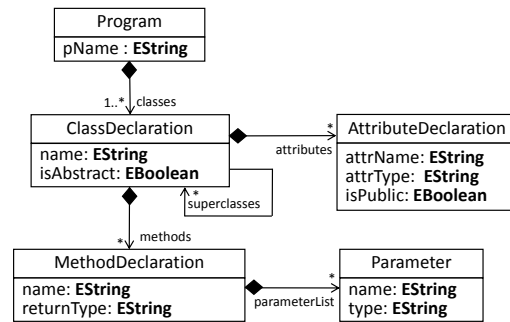 Program
pName : EString
1..* classes
ClassDeclaration
name: EString
isAbstract: EBoolean
*
attributes
AttributeDeclaration
attrName: EString
attrType: EString
isPublic: EBoolean
*
superclasses
* methods
MethodDeclaration
name: EString
returnType: EString
*
parameterList
Parameter
name: EString
type: EString